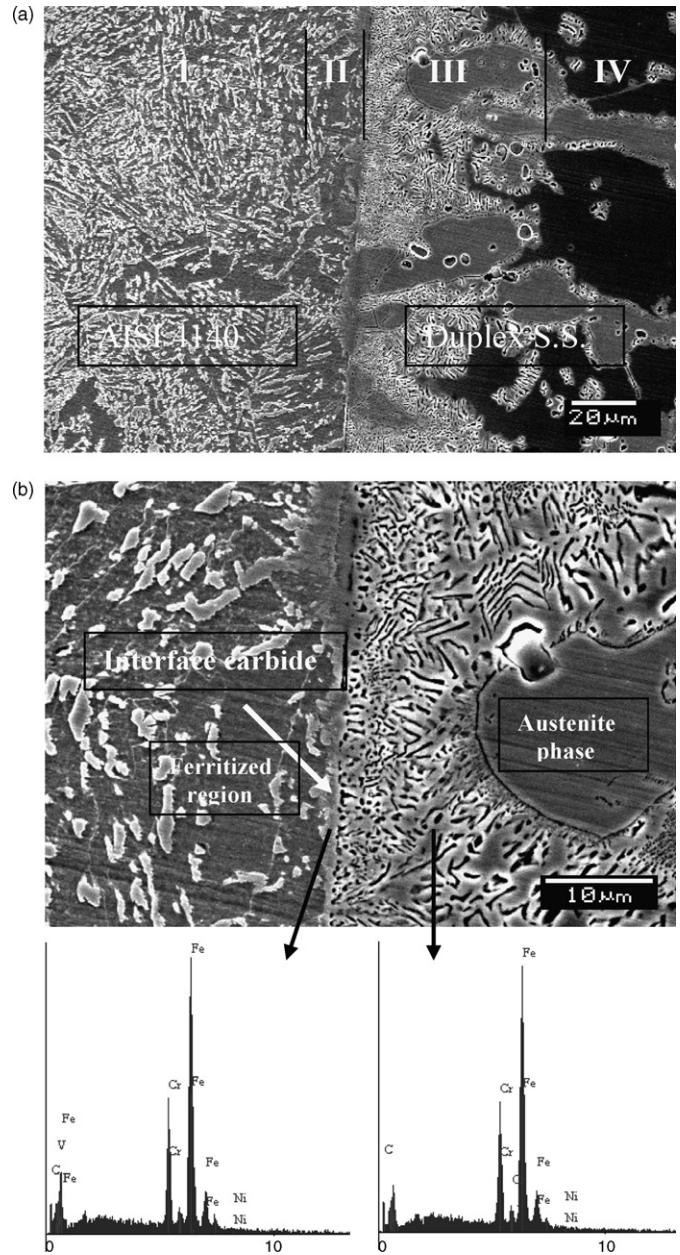 (a)
I II III IV
AISI 4140 Duplex S.S.
20μm
(b)
Interface carbide
Austenite
phase
Ferritized
region
10μm
Fe Fe
Cr Cr
Fe Fe Fe
V Cr Cr
C Fe Fe C C Fe
Fe Ni Fe Ni
Ni Ni
0 10 0 10